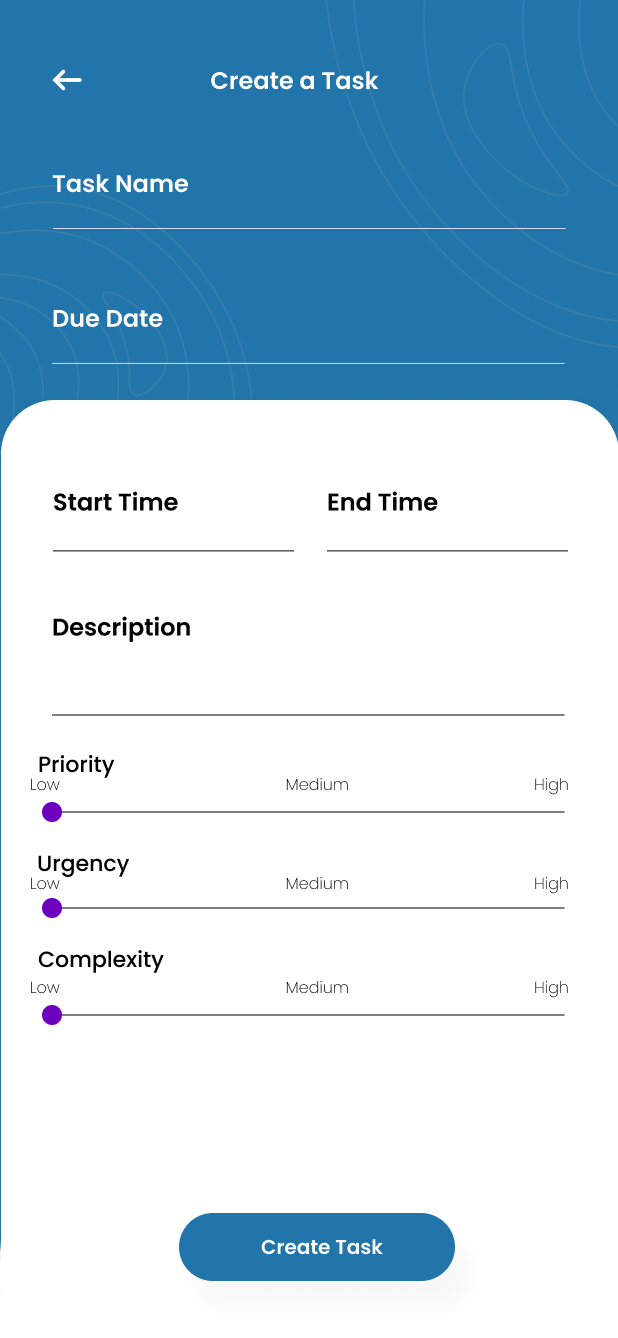 Create a Task
Task Name
Due Date
Start Time End Time
Description
Priority
Low Medium High
Urgency
Low Medium High
Complexity
Low Medium High
Create Task